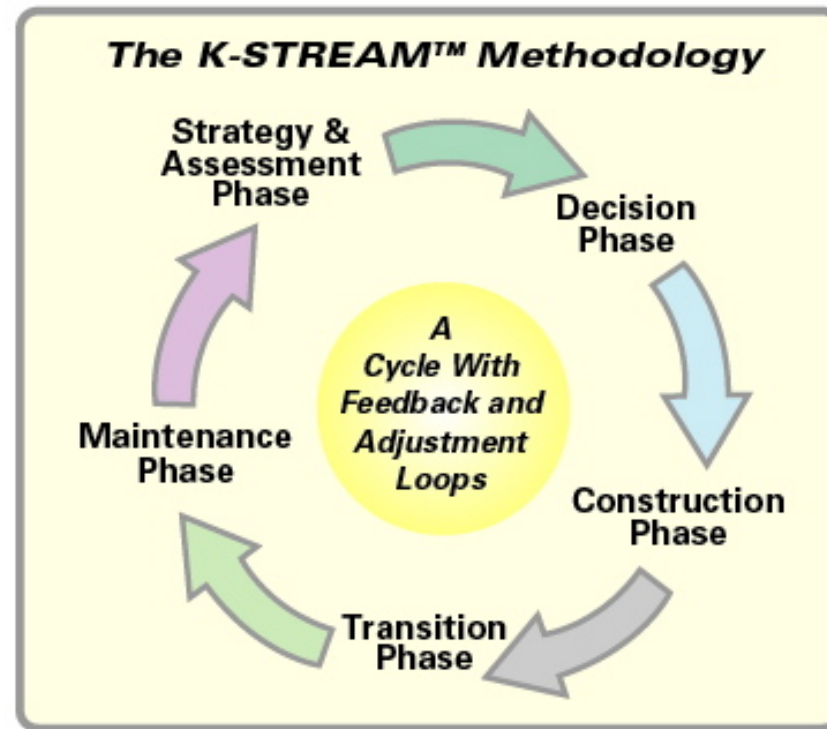 The K-STREAM™ Methodology
Strategy &
Assessment
Phase
Decision
Phase
A
Cycle With
Feedback and
Adjustment
Loops
Maintenance
Phase
Construction
Phase
Transition
Phase